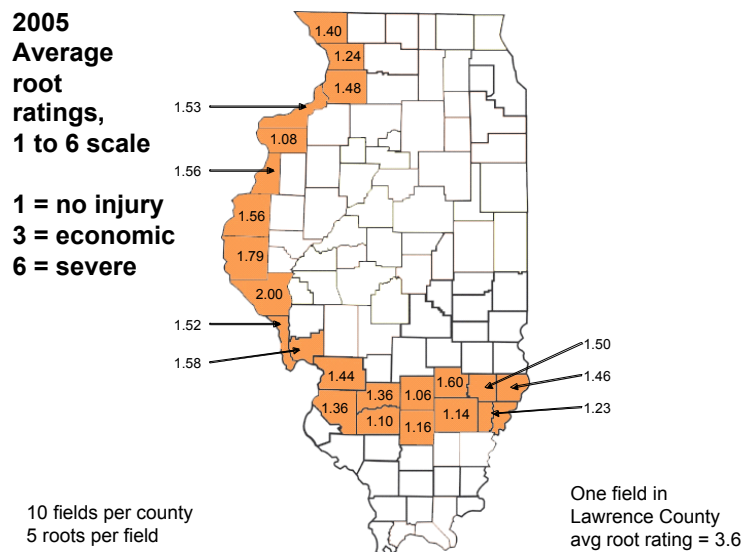 2005
Average
root
ratings,
1 to 6 scale
1 = no injury
3 = economic
6 = severe
1.40
1.24
1.48
1.53
1.08
1.56
1.56
1.79
2.00
1.52
1.58
1.44
1.36
1.36
1.10
1.06
1.16
1.60
1.14
1.50
1.46
1.23
10 fields per county
5 roots per field
One field in
Lawrence County
avg root rating = 3.6